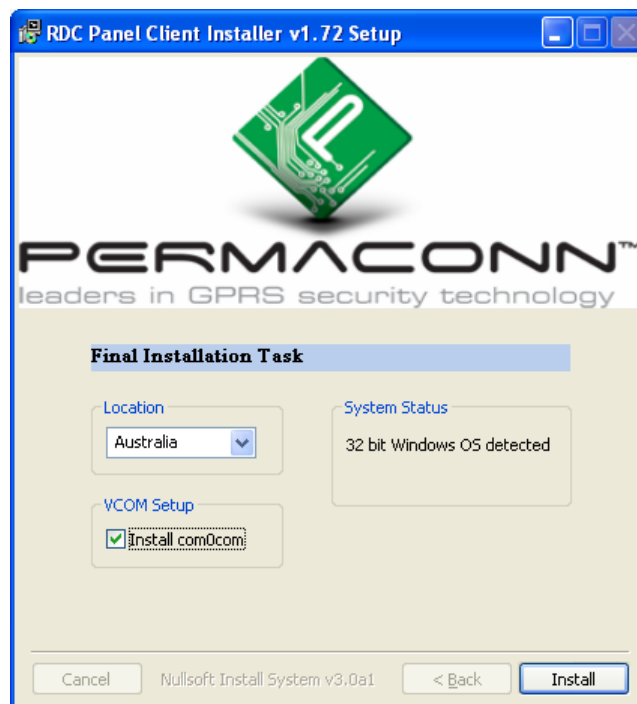 RDC Panel Client Installer v1.72 Setup
P
PERMACONN™
leaders in GPRS security technology
Final Installation Task
Location
Australia
System Status
32 bit Windows OS detected
VCOM Setup
Install com0com
Cancel
Nullsoft Install System v3.0a1
< Back
Install